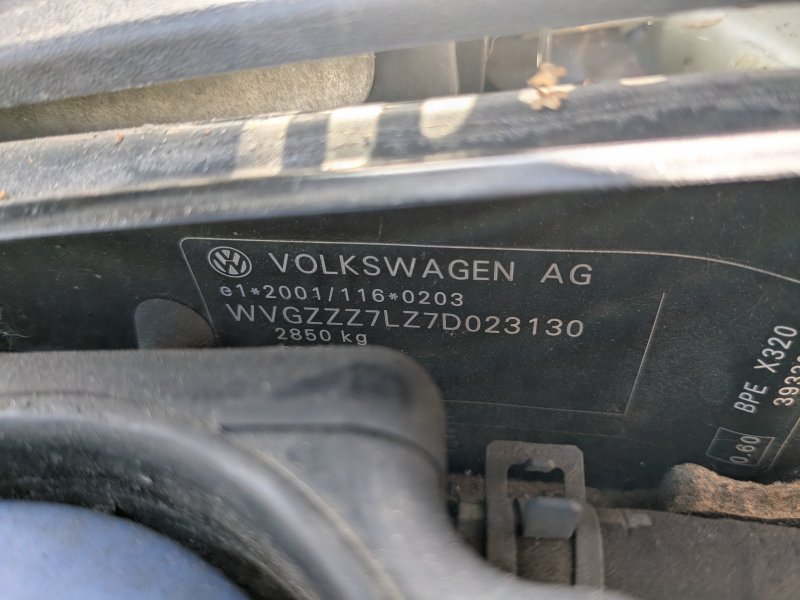 VOLKSWAGEN AG
e1*2001/116*0203
WVGZZZ7LZ7D023130
2850 kg
BPE X320
0.60